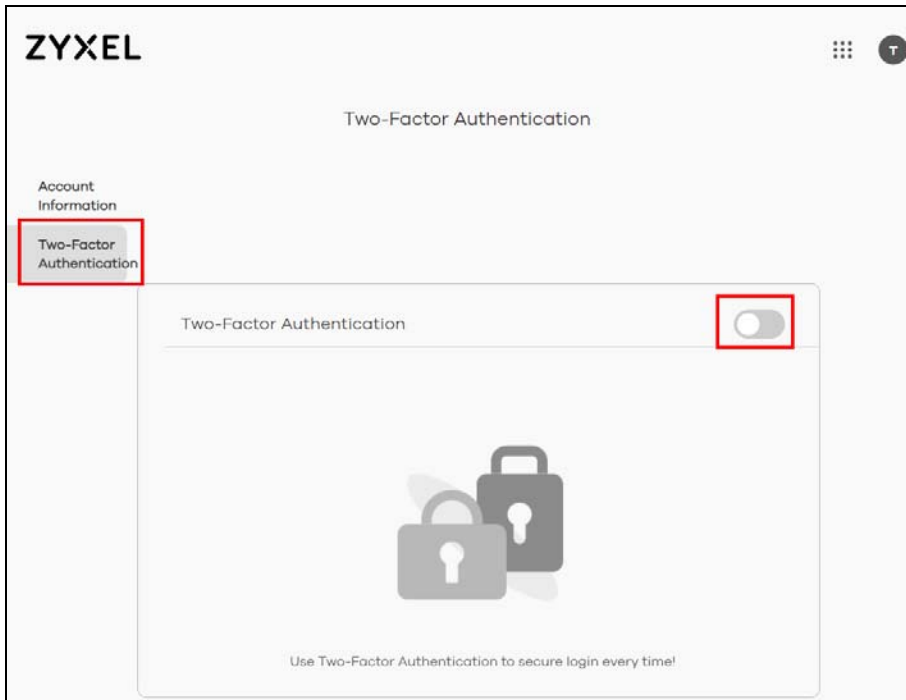 ZYXEL
T
Two-Factor Authentication
Account
Information
Two-Factor
Authentication
Two-Factor Authentication
Use Two-Factor Authentication to secure login every time!